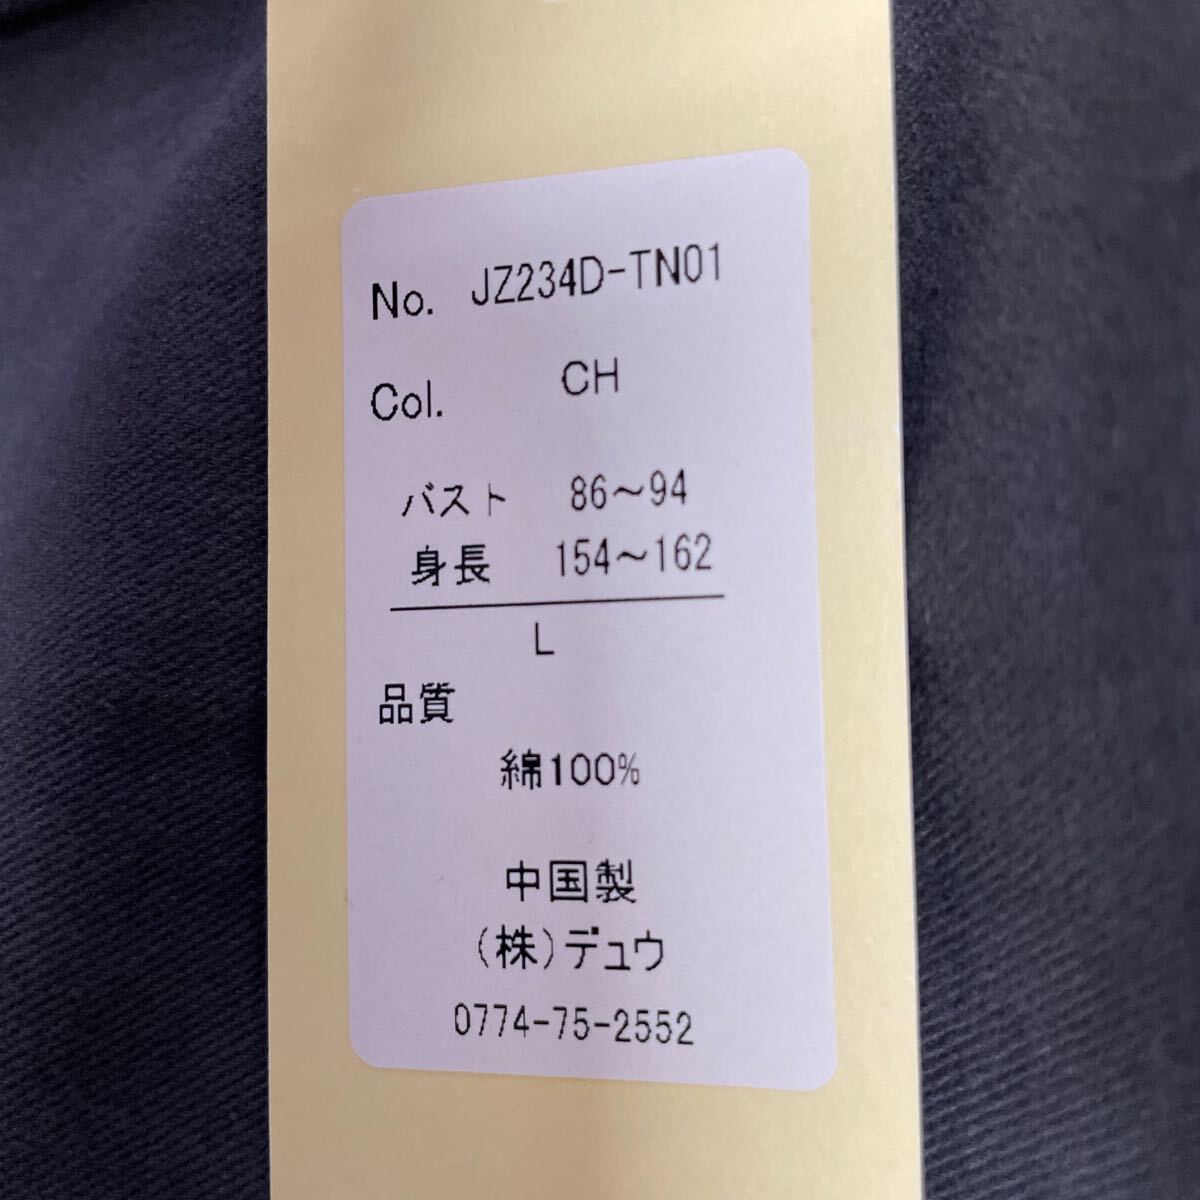 No. JZ234D-TN01
Col. CH
バスト 86～94
身長 154～162
L
品質
綿100%
中国製
(株)デュウ
0774-75-2552